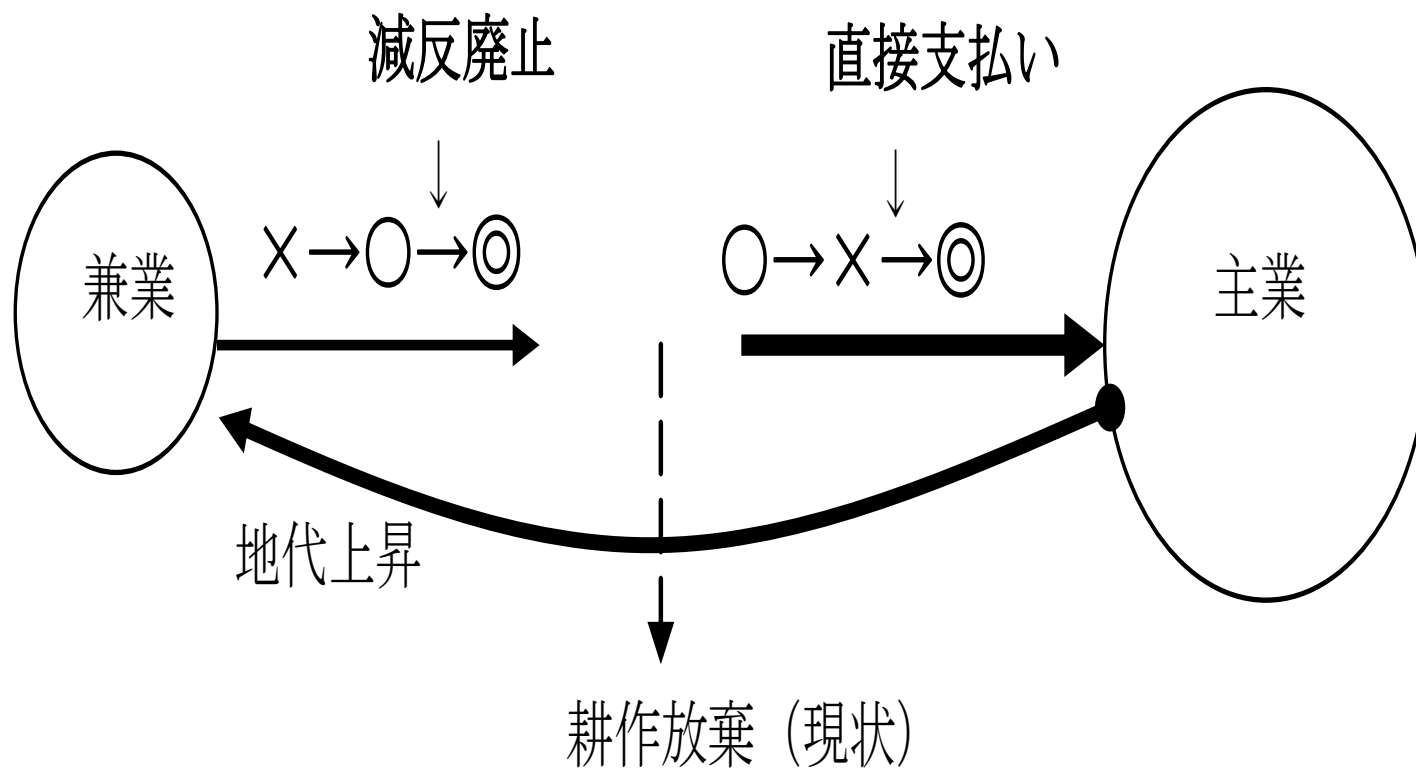 減反廃止
直接支払い
↓
↓
×→○→◎
○→×→◎
兼業
主業
地代上昇
耕作放棄（現状）